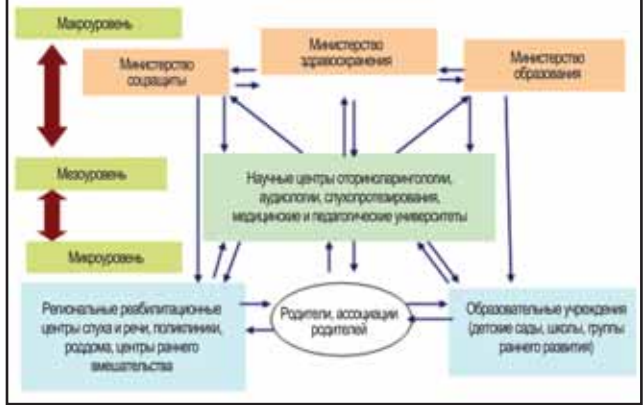 Макроуровень
Министерство
соцзащиты
Министерство
здравоохранения
Министерство
образования
Мезоуровень
Научные центры оториноларингологии,
аудиологии, слухопротезирования,
медицинские и педагогические университеты
Микроуровень
Региональные реабилитационные
центры слуха и речи, поликлиники,
роддома, центры раннего
вмешательства
Родители, ассоциации
родителей
Образовательные учреждения
(детские сады, школы, группы
раннего развития)